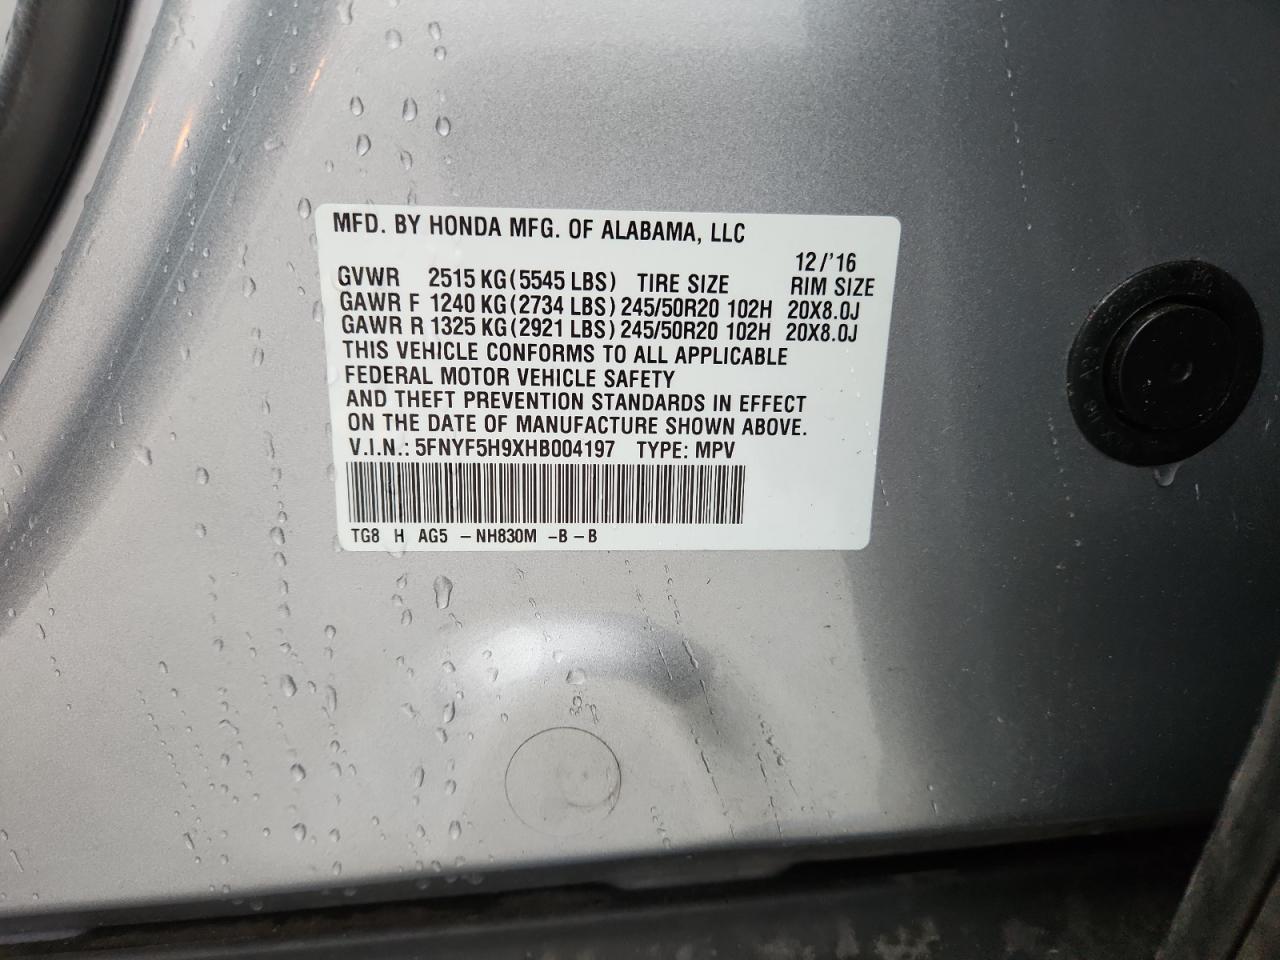 MFD. BY HONDA MFG. OF ALABAMA, LLC
12/'16
GVWR 2515 KG (5545 LBS) TIRE SIZE RIM SIZE
GAWR F 1240 KG (2734 LBS) 245/50R20 102H 20X8.0J
GAWR R 1325 KG (2921 LBS) 245/50R20 102H 20X8.0J
THIS VEHICLE CONFORMS TO ALL APPLICABLE
FEDERAL MOTOR VEHICLE SAFETY
AND THEFT PREVENTION STANDARDS IN EFFECT
ON THE DATE OF MANUFACTURE SHOWN ABOVE.
V.I.N.: 5FNYF5H9XHB004197 TYPE: MPV
TG8 H AG5 - NH830M -B - B